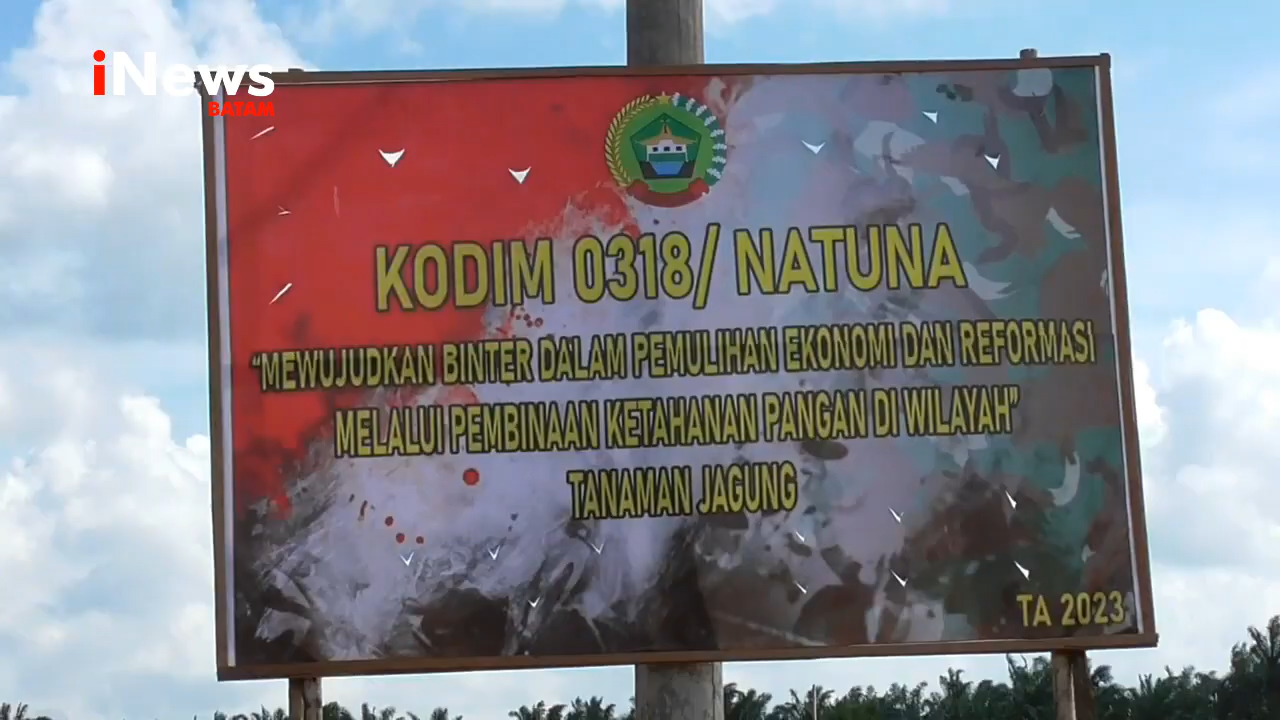 iNews
BATAM
KODIM 0318/ NATUNA
“MEWUJUDKAN BINTER DALAM PEMULIHAN EKONOMI DAN REFORMASI
MELALUI PEMBINAAN KETAHANAN PANGAN DI WILAYAH”
TANAMAN JAGUNG
TA 2023